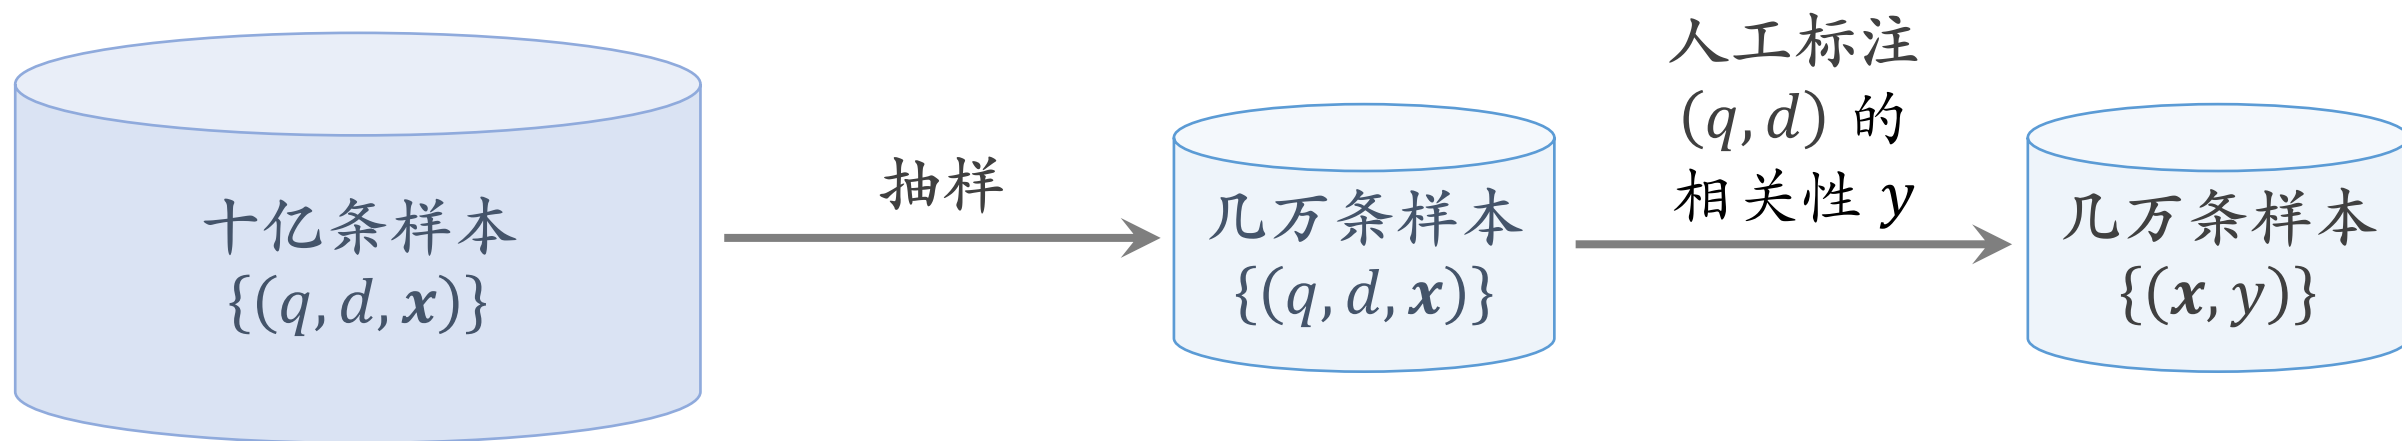 十亿条样本
{(q, d, x)}
抽样
几万条样本
{(q, d, x)}
人工标注
(q, d) 的
相关性 y
几万条样本
{(x, y)}